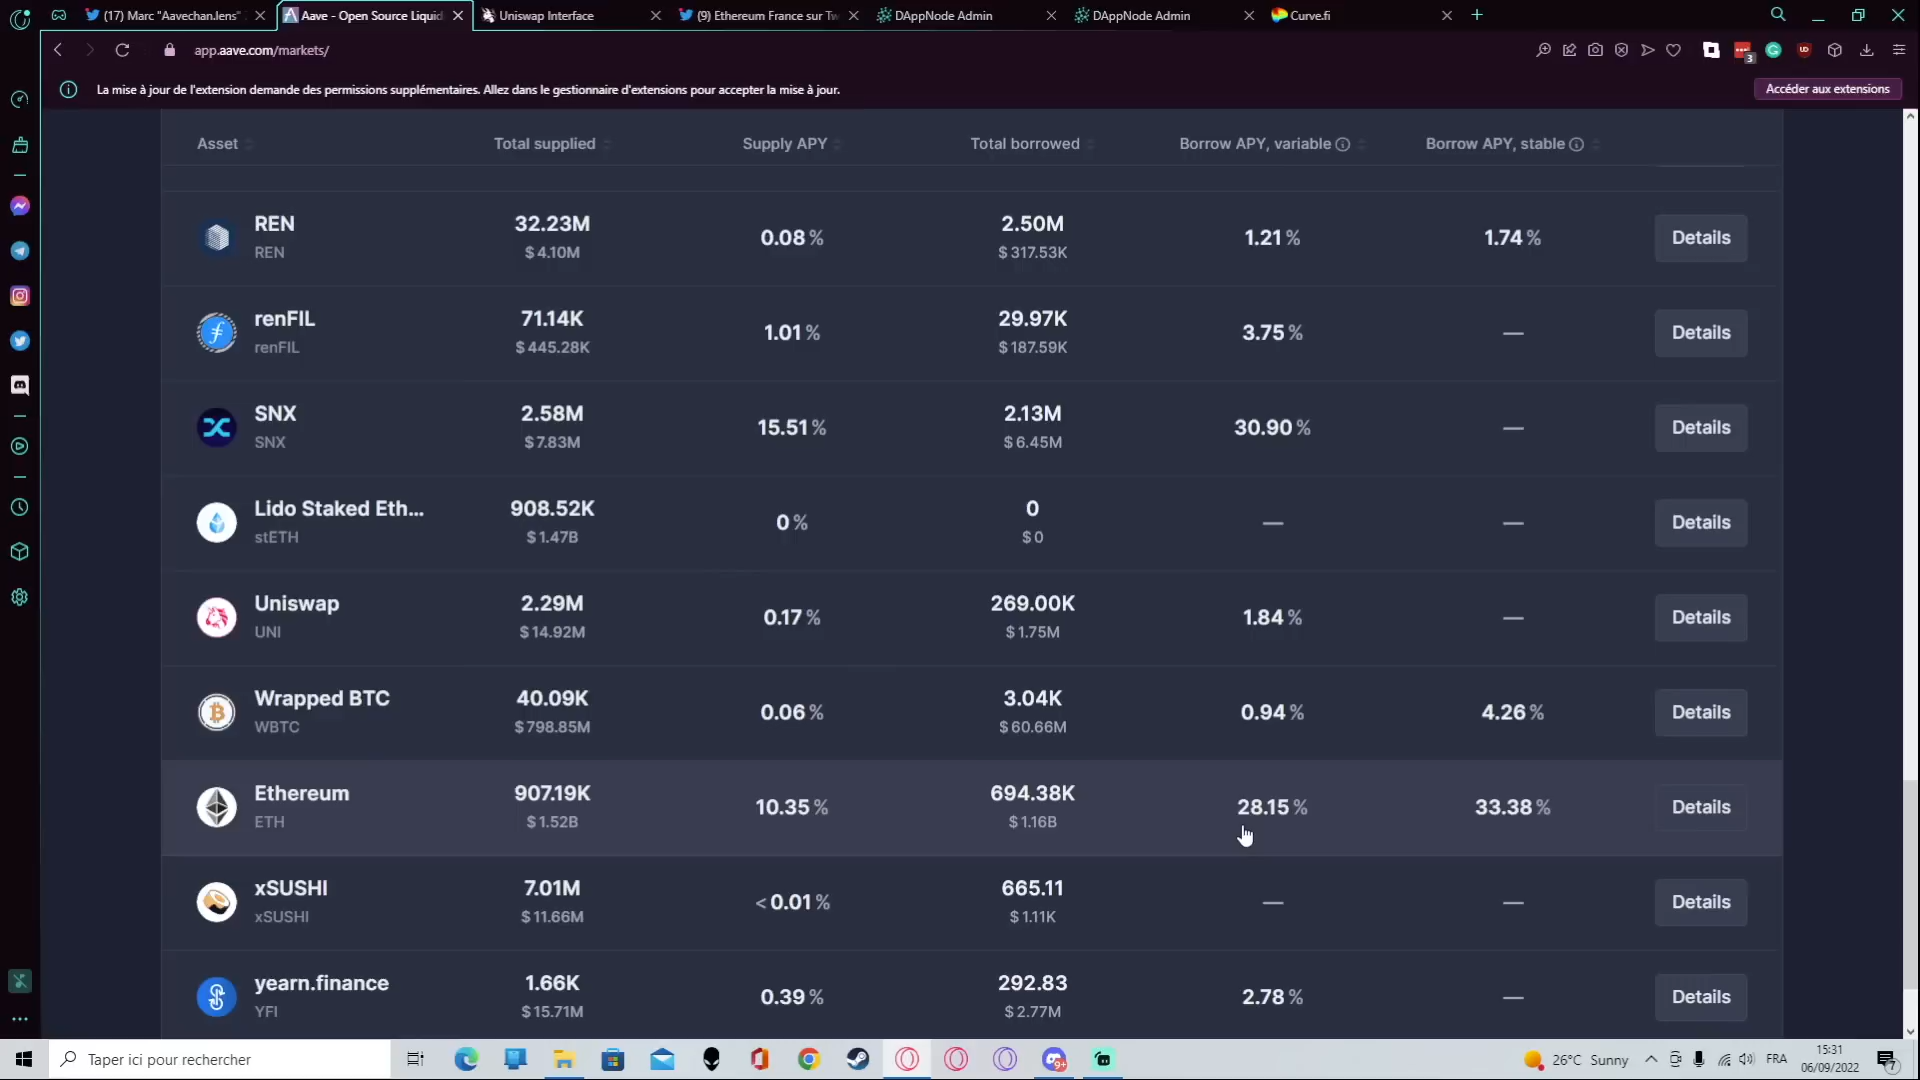 (17) Marc "Aavechan.lens"
Aave - Open Source Liquid
Uniswap Interface
(9) Ethereum France sur Tw
DAppNode Admin
DAppNode Admin
Curve.fi
app.aave.com/markets/
La mise à jour de l'extension demande des permissions supplémentaires. Allez dans le gestionnaire d'extensions pour accepter la mise à jour.
Accéder aux extensions
Asset Total supplied Supply APY Total borrowed Borrow APY, variable Borrow APY, stable
REN 32.23M 0.08 % 2.50M 1.21 % 1.74 % Details
REN $ 4.10M $ 317.53K
renFIL 71.14K 1.01 % 29.97K 3.75 % — Details
renFIL $ 445.28K $ 187.59K
SNX 2.58M 15.51 % 2.13M 30.90 % — Details
SNX $ 7.83M $ 6.45M
Lido Staked Eth... 908.52K 0 % 0 — — Details
stETH $ 1.47B $ 0
Uniswap 2.29M 0.17 % 269.00K 1.84 % — Details
UNI $ 14.92M $ 1.75M
Wrapped BTC 40.09K 0.06 % 3.04K 0.94 % 4.26 % Details
WBTC $ 798.85M $ 60.66M
Ethereum 907.19K 10.35 % 694.38K 28.15 % 33.38 % Details
ETH $ 1.52B $ 1.16B
xSUSHI 7.01M < 0.01 % 665.11 — — Details
xSUSHI $ 11.66M $ 1.11K
yearn.finance 1.66K 0.39 % 292.83 2.78 % — Details
YFI $ 15.71M $ 2.77M
Taper ici pour rechercher
26°C Sunny
FRA
15:31
06/09/2022